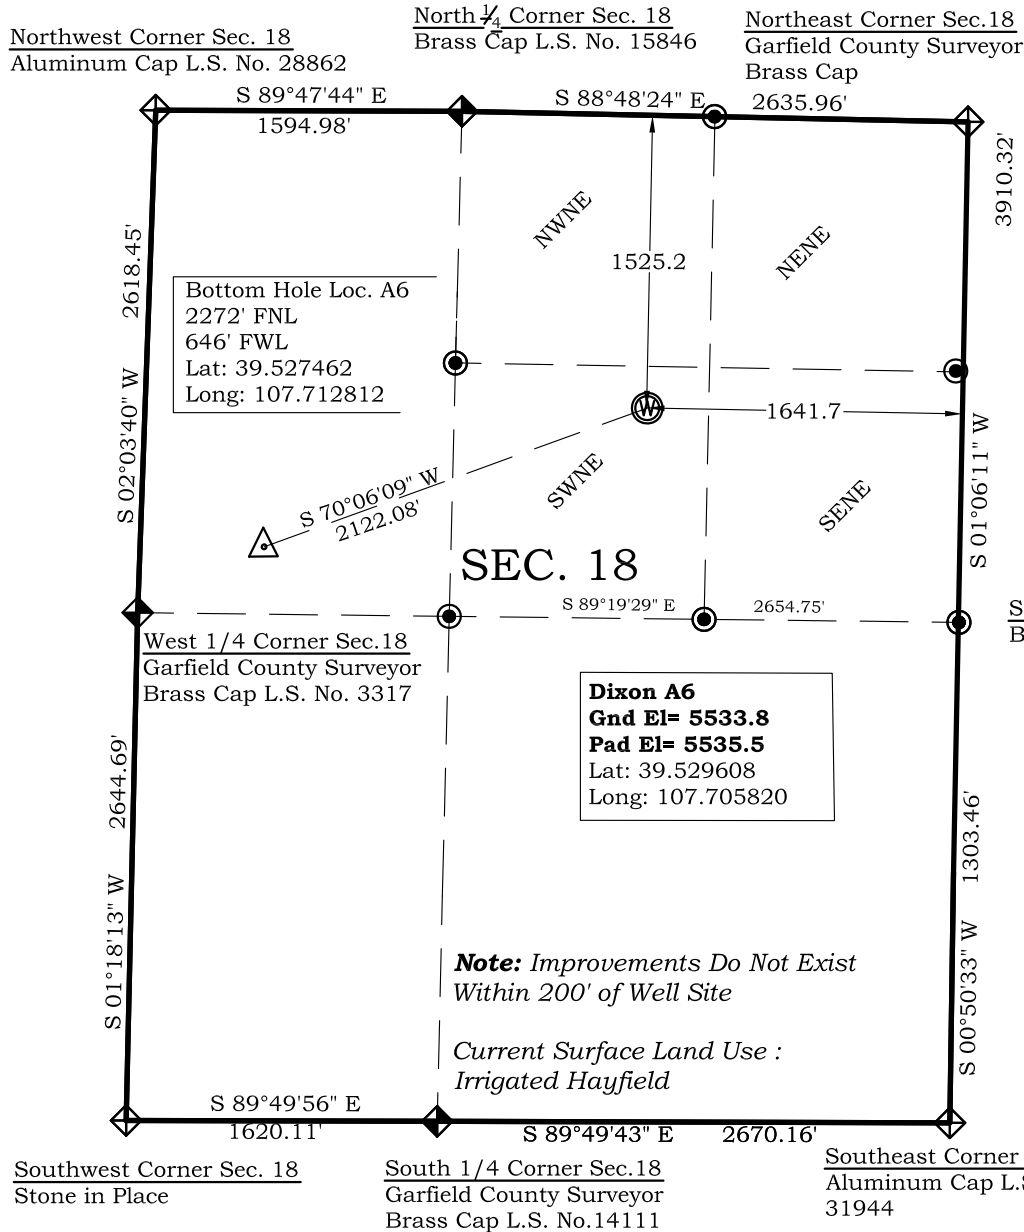 North 1/4 Corner Sec. 18
Brass Cap L.S. No. 15846
Northeast Corner Sec.18
Garfield County Surveyor
Brass Cap
Northwest Corner Sec. 18
Aluminum Cap L.S. No. 28862
S 89°47'44" E
1594.98'
S 88°48'24" E
2635.96'
3910.32'
2618.45'
NWNE
NENE
1525.2
Bottom Hole Loc. A6
2272' FNL
646' FWL
Lat: 39.527462
Long: 107.712812
W
1641.7
S 02°03'40" W
S 01°06'11" W
S 70°06'09" W
2122.08'
SWNE
SENE
SEC. 18
S 89°19'29" E
2654.75'
S
B
West 1/4 Corner Sec.18
Garfield County Surveyor
Brass Cap L.S. No. 3317
Dixon A6
Gnd El= 5533.8
Pad El= 5535.5
Lat: 39.529608
Long: 107.705820
2644.69'
1303.46'
S 01°18'13" W
S 00°50'33" W
Note: Improvements Do Not Exist
Within 200' of Well Site
Current Surface Land Use :
Irrigated Hayfield
S 89°49'56" E
1620.11'
S 89°49'43" E
2670.16'
Southwest Corner Sec. 18
Stone in Place
South 1/4 Corner Sec.18
Garfield County Surveyor
Brass Cap L.S. No.14111
Southeast Corner
Aluminum Cap L.S
31944